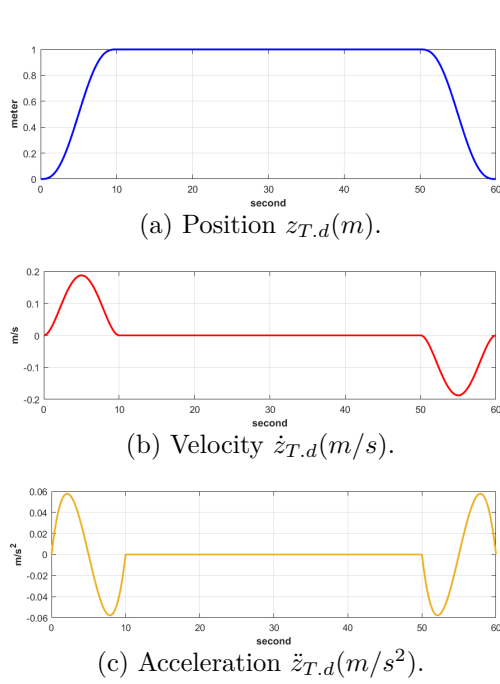 1
0.8
0.6
0.4
0.2
0
meter
0 10 20 30 40 50 60
second
(a) Position $z_{T.d}(m)$.
0.2
0.1
0
-0.1
-0.2
m/s
0 10 20 30 40 50 60
second
(b) Velocity $\dot{z}_{T.d}(m/s)$.
0.06
0.04
0.02
0
-0.02
-0.04
-0.06
m/s²
0 10 20 30 40 50 60
second
(c) Acceleration $\ddot{z}_{T.d}(m/s^2)$.